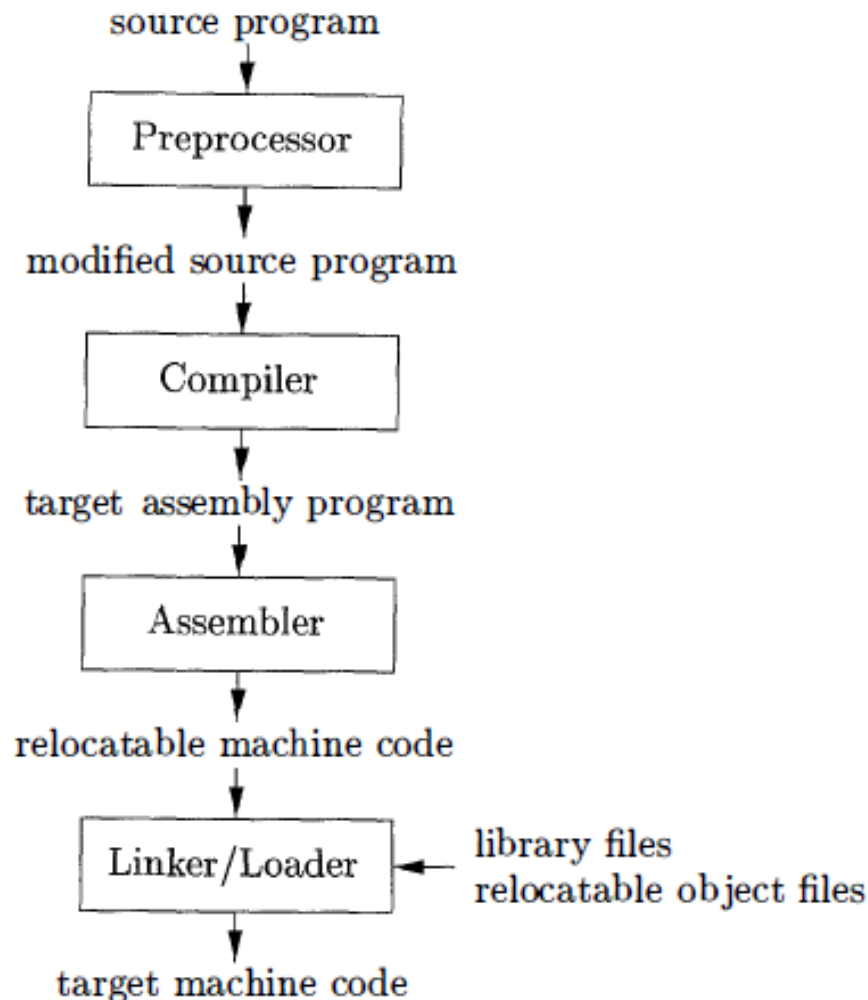 source program
Preprocessor
modified source program
Compiler
target assembly program
Assembler
relocatable machine code
Linker/Loader
library files
relocatable object files
target machine code